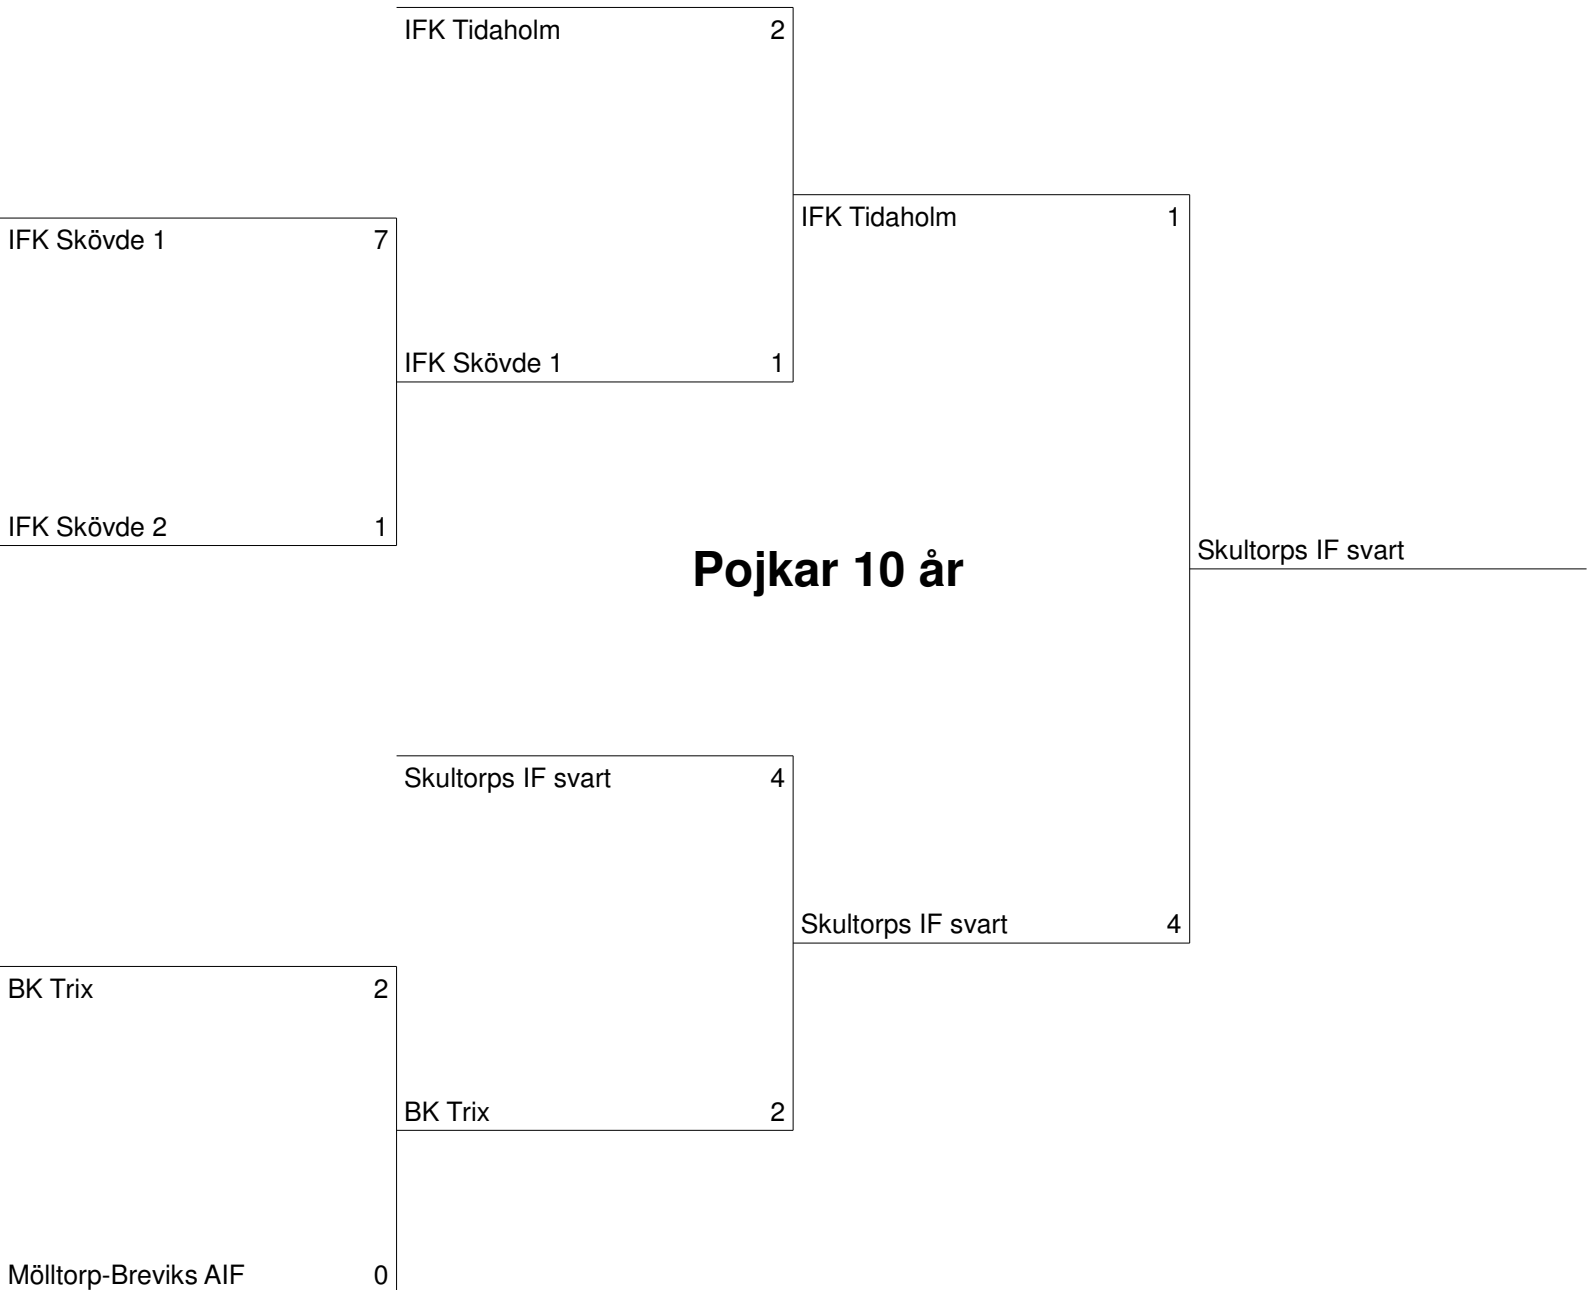 IFK Tidaholm 2
IFK Tidaholm 1
IFK Skövde 1 7
IFK Skövde 1 1
IFK Skövde 2 1
Skultorps IF svart
Pojkar 10 år
Skultorps IF svart 4
Skultorps IF svart 4
BK Trix 2
BK Trix 2
Mölltorp-Breviks AIF 0